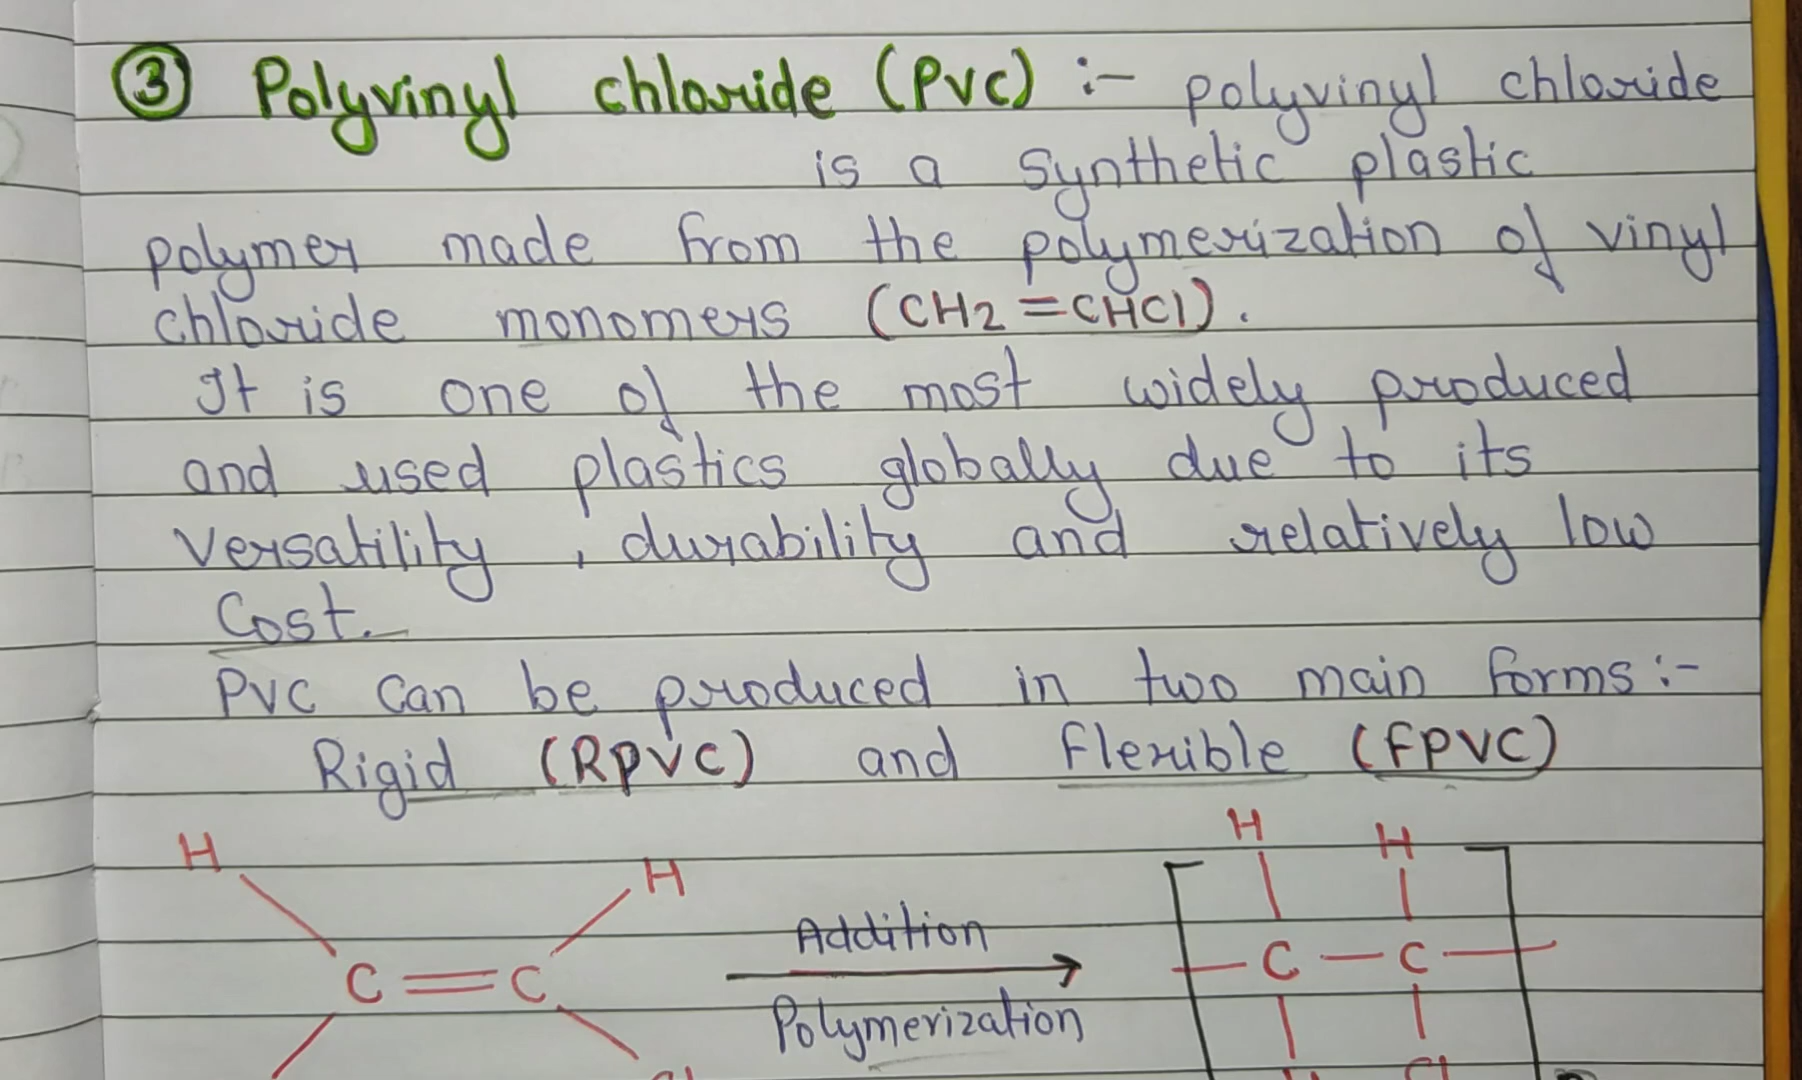 ③ Polyvinyl chloride (PVC) :- polyvinyl chloride
is a synthetic plastic
polymer made from the polymerization of vinyl
chloride monomers (CH2=CHCl).
It is one of the most widely produced
and used plastics globally due to its
versatility, durability and relatively low
Cost.
PVC can be produced in two main forms:-
Rigid (RPVC) and Flexible (FPVC)
H H H H
Addition
C = C — C — C —
Polymerization
Cl Cl